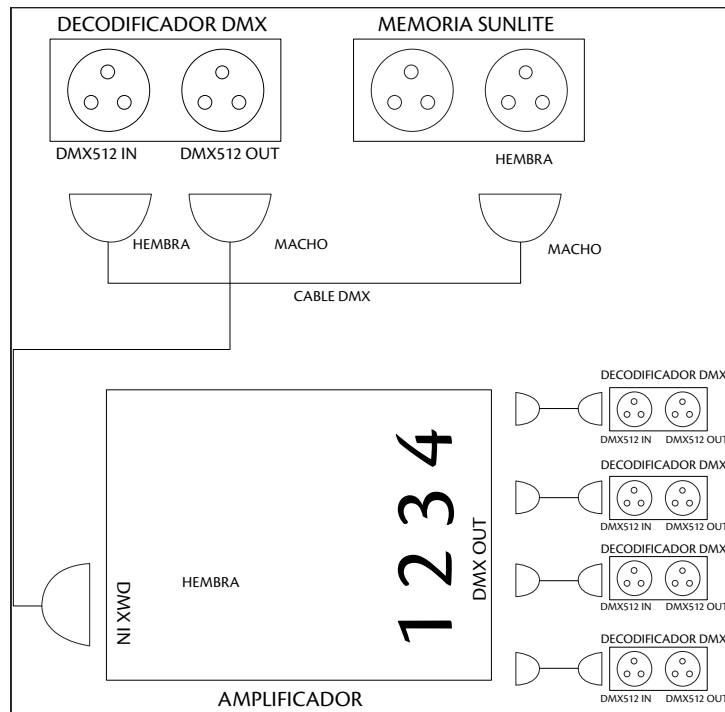 DECODIFICADOR DMX
MEMORIA SUNLITE
DMX512 IN
DMX512 OUT
HEMBRA
HEMBRA
MACHO
MACHO
CABLE DMX
DECODIFICADOR DMX
DMX512 IN
DMX512 OUT
DECODIFICADOR DMX
DMX512 IN
DMX512 OUT
DECODIFICADOR DMX
DMX512 IN
DMX512 OUT
DECODIFICADOR DMX
DMX512 IN
DMX512 OUT
DMX IN
HEMBRA
1 2 3 4
DMX OUT
AMPLIFICADOR